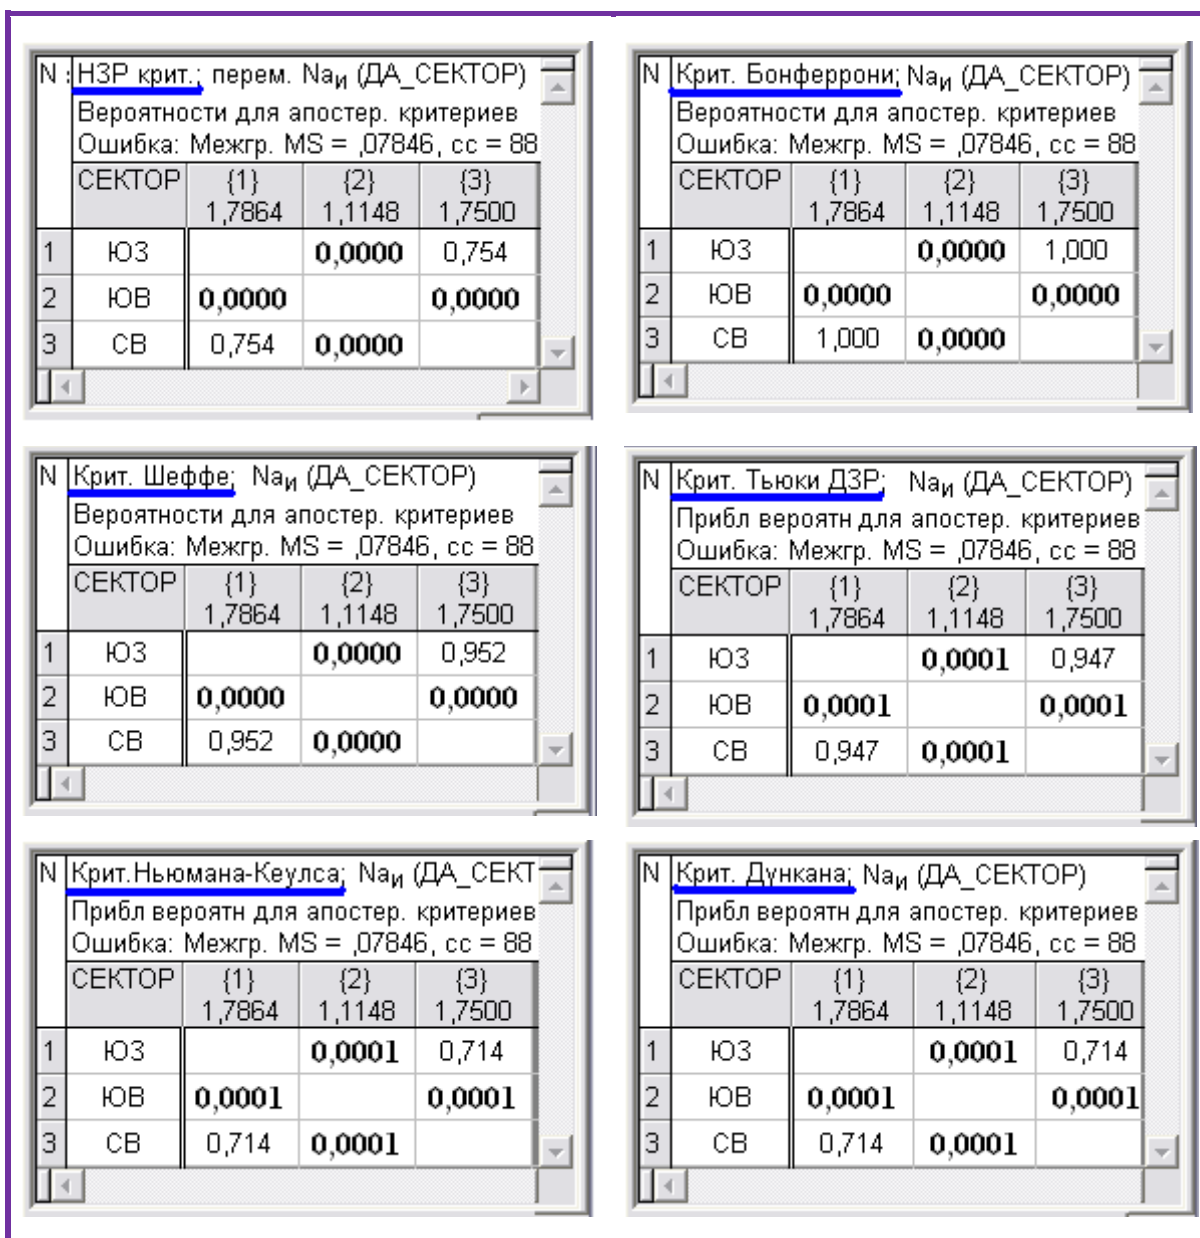 N : НЗР крит.; перем. Naи (ДА_СЕКТОР)
Вероятности для апостер. критериев
Ошибка: Межгр. MS = ,07846, сс = 88
СЕКТОР {1} {2} {3}
1,7864 1,1148 1,7500
1 ЮЗ 0,0000 0,754
2 ЮВ 0,0000 0,0000
3 СВ 0,754 0,0000
N Крит. Бонферрони; Naи (ДА_СЕКТОР)
Вероятности для апостер. критериев
Ошибка: Межгр. MS = ,07846, сс = 88
СЕКТОР {1} {2} {3}
1,7864 1,1148 1,7500
1 ЮЗ 0,0000 1,000
2 ЮВ 0,0000 0,0000
3 СВ 1,000 0,0000
N Крит. Шеффе; Naи (ДА_СЕКТОР)
Вероятности для апостер. критериев
Ошибка: Межгр. MS = ,07846, сс = 88
СЕКТОР {1} {2} {3}
1,7864 1,1148 1,7500
1 ЮЗ 0,0000 0,952
2 ЮВ 0,0000 0,0000
3 СВ 0,952 0,0000
N Крит. Тьюки ДЗР; Naи (ДА_СЕКТОР)
Прибл вероятн для апостер. критериев
Ошибка: Межгр. MS = ,07846, сс = 88
СЕКТОР {1} {2} {3}
1,7864 1,1148 1,7500
1 ЮЗ 0,0001 0,947
2 ЮВ 0,0001 0,0001
3 СВ 0,947 0,0001
N Крит.Ньюмана-Кеулса; Naи (ДА_СЕКТ
Прибл вероятн для апостер. критериев
Ошибка: Межгр. MS = ,07846, сс = 88
СЕКТОР {1} {2} {3}
1,7864 1,1148 1,7500
1 ЮЗ 0,0001 0,714
2 ЮВ 0,0001 0,0001
3 СВ 0,714 0,0001
N Крит. Дункана; Naи (ДА_СЕКТОР)
Прибл вероятн для апостер. критериев
Ошибка: Межгр. MS = ,07846, сс = 88
СЕКТОР {1} {2} {3}
1,7864 1,1148 1,7500
1 ЮЗ 0,0001 0,714
2 ЮВ 0,0001 0,0001
3 СВ 0,714 0,0001